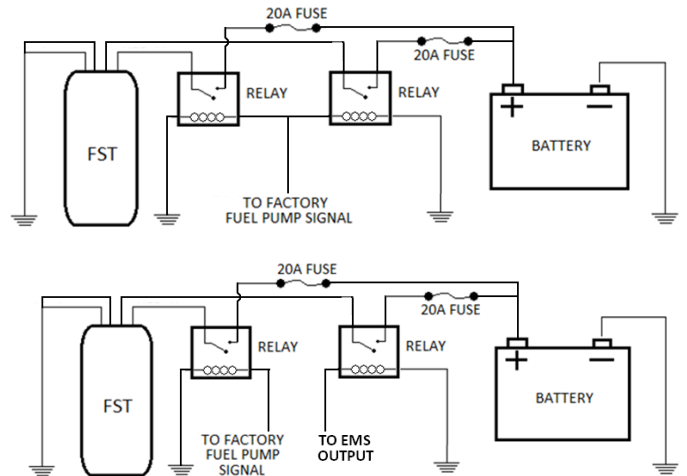 20A FUSE
20A FUSE
RELAY
RELAY
+
−
BATTERY
FST
TO FACTORY
FUEL PUMP SIGNAL
20A FUSE
20A FUSE
RELAY
RELAY
+
−
BATTERY
FST
TO FACTORY
FUEL PUMP
SIGNAL
TO EMS
OUTPUT